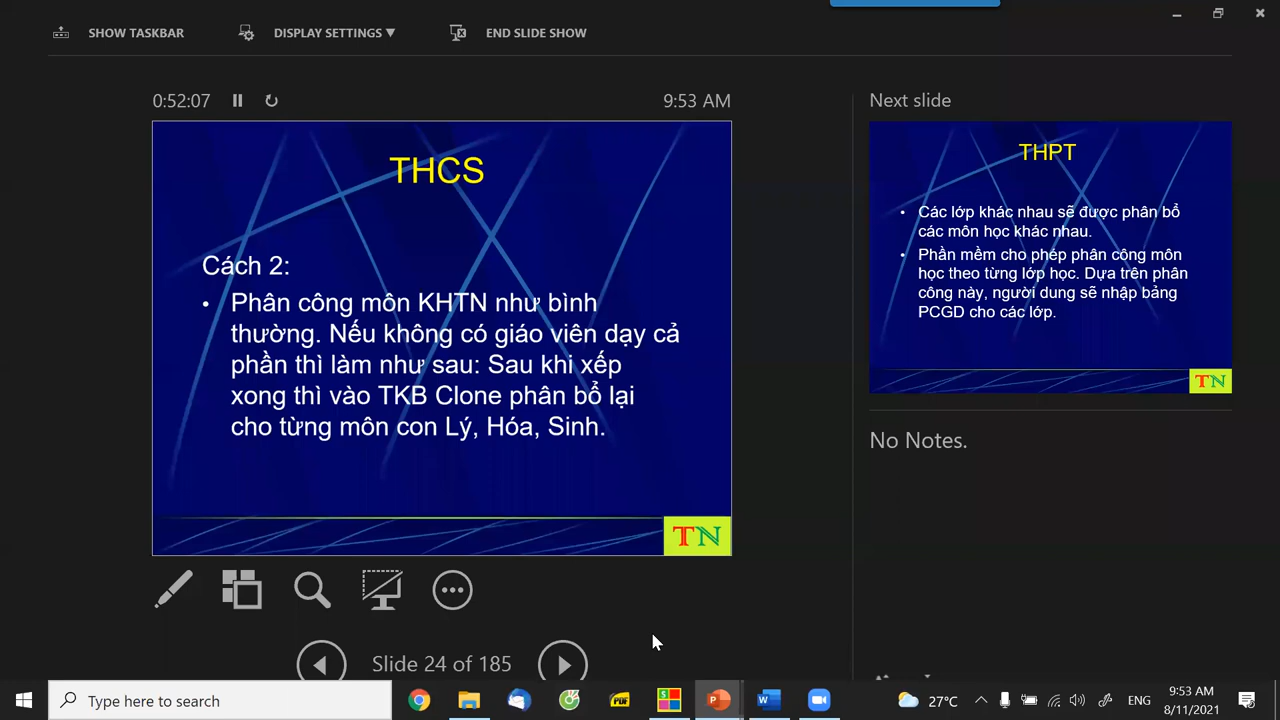 SHOW TASKBAR
DISPLAY SETTINGS ▼
END SLIDE SHOW
0:52:07
9:53 AM
THCS
Cách 2:
• Phân công môn KHTN như bình
thường. Nếu không có giáo viên dạy cả
phần thì làm như sau: Sau khi xếp
xong thì vào TKB Clone phân bổ lại
cho từng môn con Lý, Hóa, Sinh.
TN
Slide 24 of 185
Next slide
THPT
• Các lớp khác nhau sẽ được phân bổ
các môn học khác nhau.
• Phần mềm cho phép phân công môn
học theo từng lớp học. Dựa trên phân
công này, người dung sẽ nhập bảng
PCGD cho các lớp.
TN
No Notes.
Type here to search
PDF
27°C
ENG
9:53 AM
8/11/2021